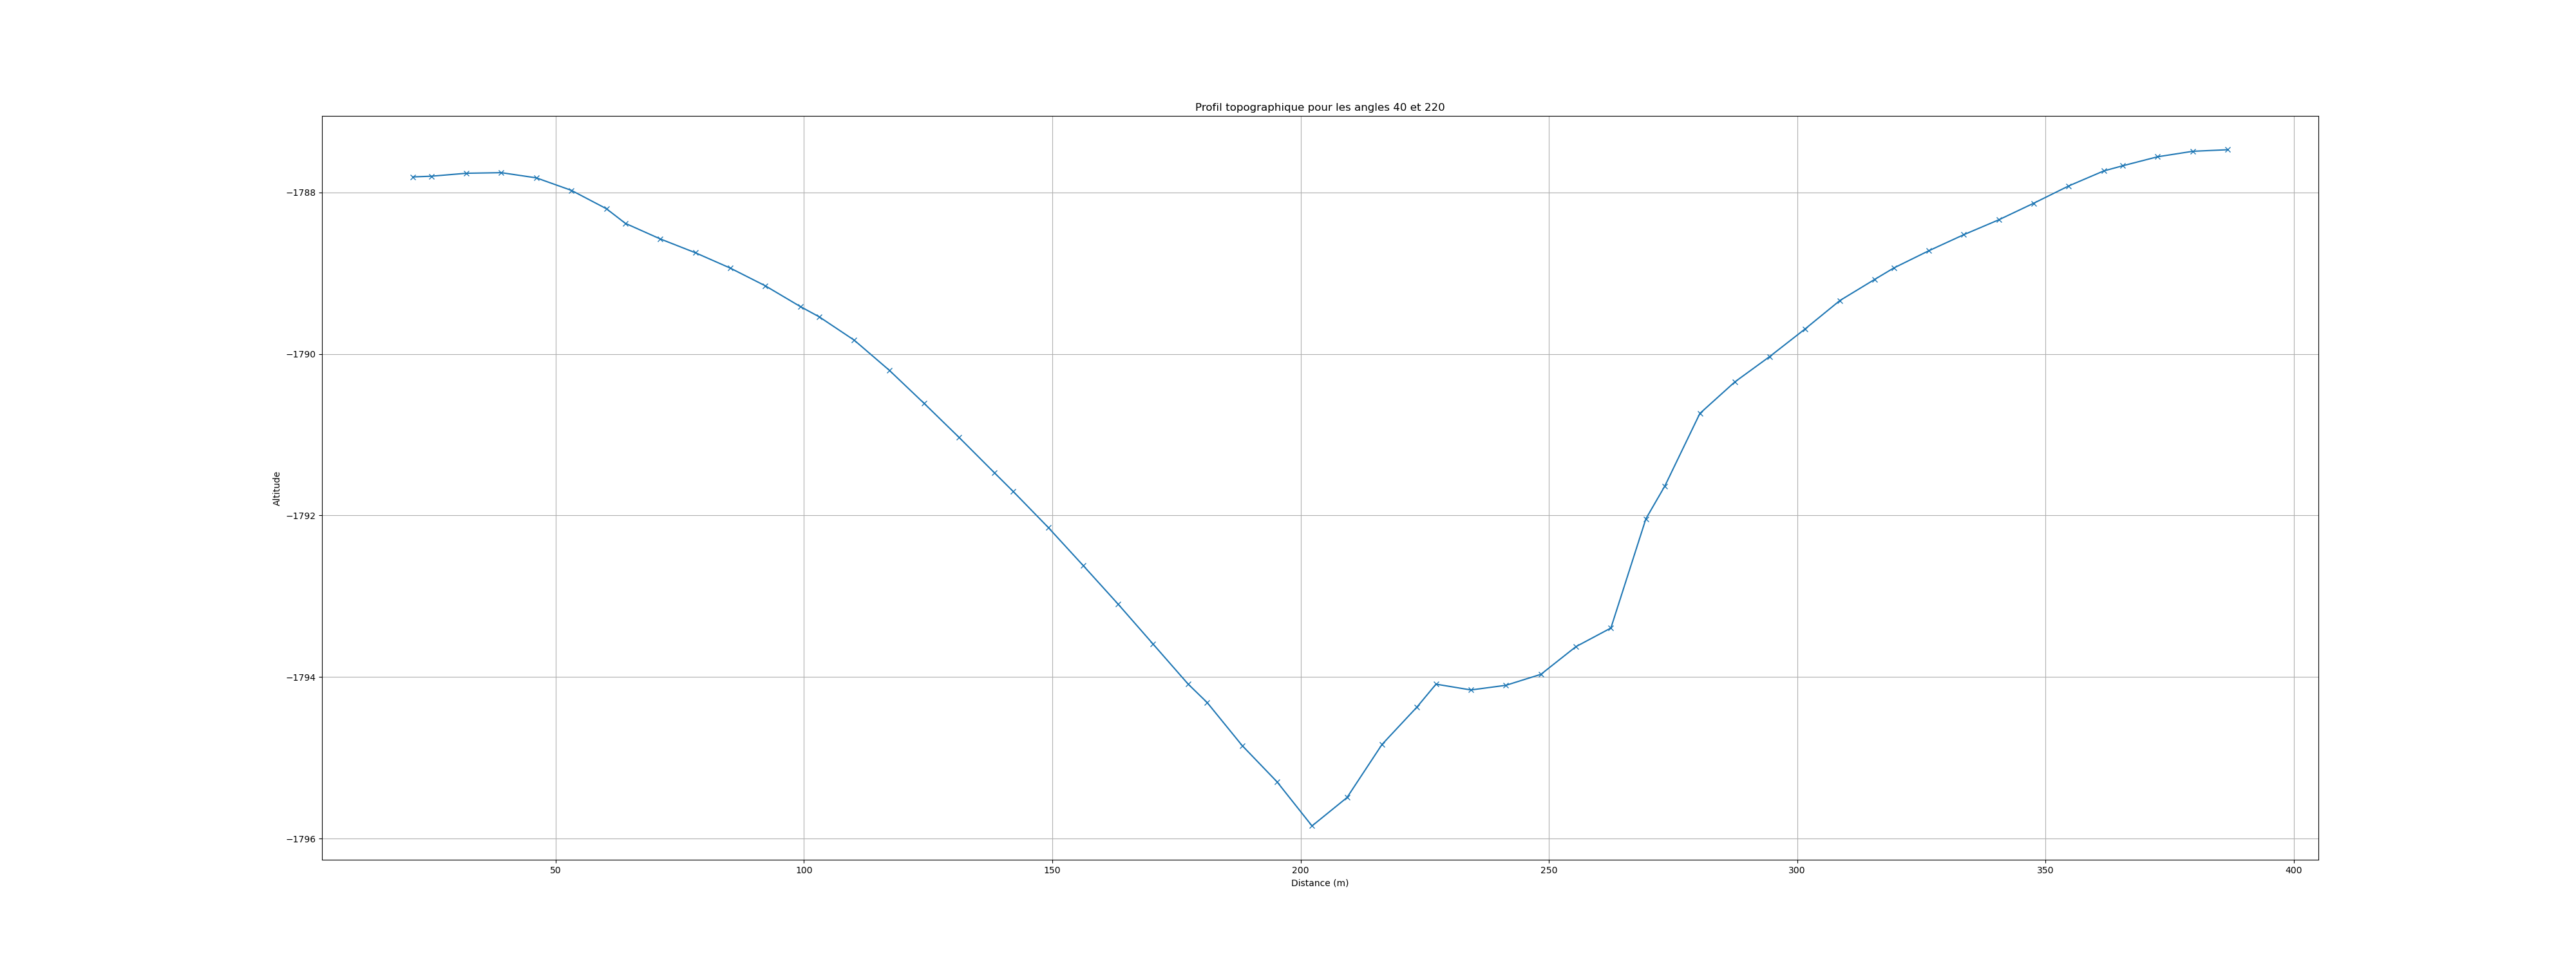 Profil topographique pour les angles 40 et 220
Altitude
−1788
−1790
−1792
−1794
−1796
50 100 150 200 250 300 350 400
Distance (m)